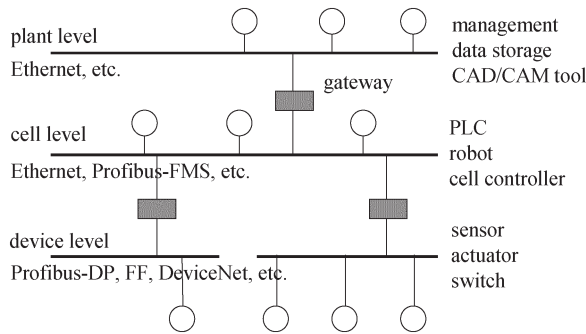 plant level
management
data storage
CAD/CAM tool
Ethernet, etc.
gateway
cell level
PLC
robot
cell controller
Ethernet, Profibus-FMS, etc.
device level
sensor
actuator
switch
Profibus-DP, FF, DeviceNet, etc.